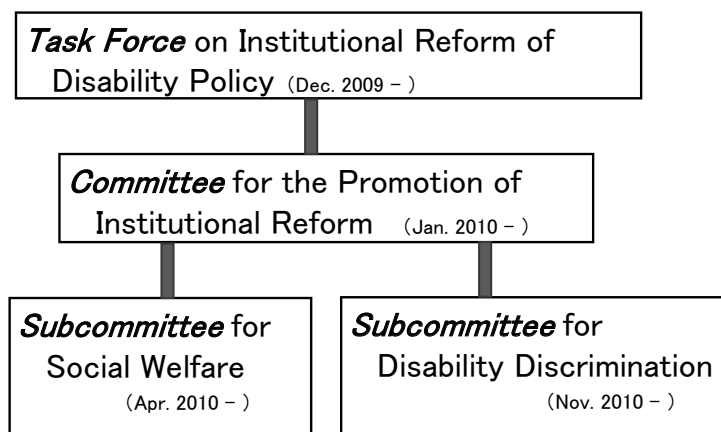 Task Force on Institutional Reform of
Disability Policy (Dec. 2009 - )
Committee for the Promotion of
Institutional Reform (Jan. 2010 - )
Subcommittee for
Social Welfare
(Apr. 2010 - )
Subcommittee for
Disability Discrimination
(Nov. 2010 - )